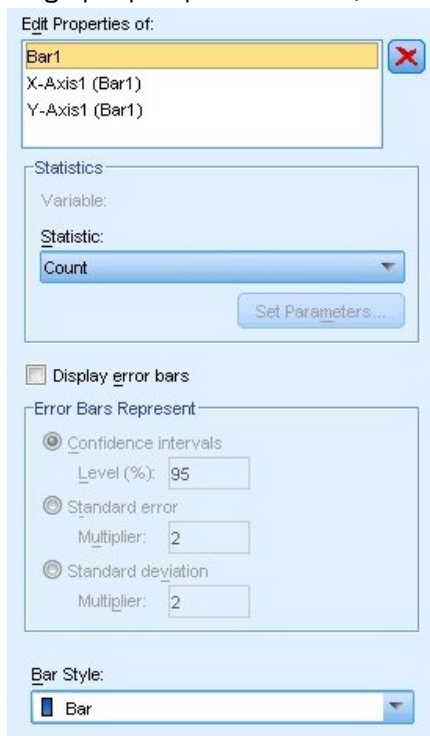 Edit Properties of:
Bar1
X-Axis1 (Bar1)
Y-Axis1 (Bar1)
Statistics
Variable:
Statistic:
Count
Set Parameters...
Display error bars
Error Bars Represent
Confidence intervals
Level (%): 95
Standard error
Multiplier: 2
Standard deviation
Multiplier: 2
Bar Style:
Bar